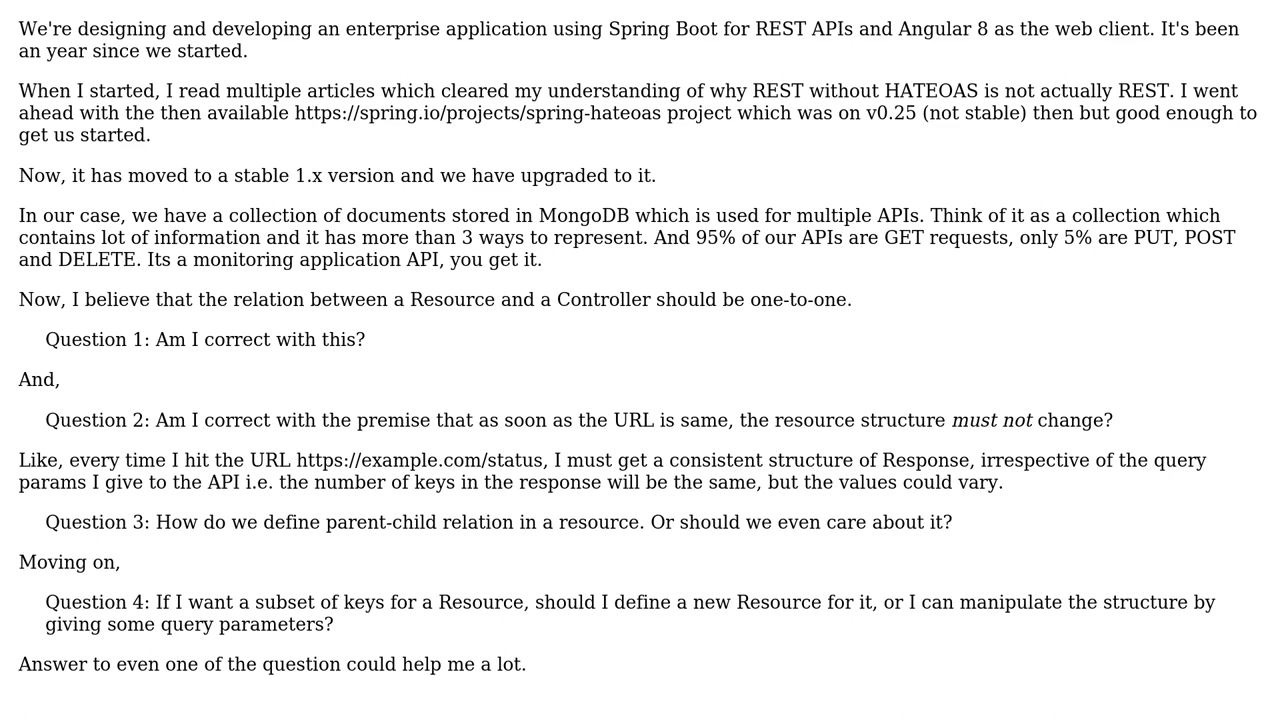 We're designing and developing an enterprise application using Spring Boot for REST APIs and Angular 8 as the web client. It's been
an year since we started.
When I started, I read multiple articles which cleared my understanding of why REST without HATEOAS is not actually REST. I went
ahead with the then available https://spring.io/projects/spring-hateoas project which was on v0.25 (not stable) then but good enough to
get us started.
Now, it has moved to a stable 1.x version and we have upgraded to it.
In our case, we have a collection of documents stored in MongoDB which is used for multiple APIs. Think of it as a collection which
contains lot of information and it has more than 3 ways to represent. And 95% of our APIs are GET requests, only 5% are PUT, POST
and DELETE. Its a monitoring application API, you get it.
Now, I believe that the relation between a Resource and a Controller should be one-to-one.
Question 1: Am I correct with this?
And,
Question 2: Am I correct with the premise that as soon as the URL is same, the resource structure must not change?
Like, every time I hit the URL https://example.com/status, I must get a consistent structure of Response, irrespective of the query
params I give to the API i.e. the number of keys in the response will be the same, but the values could vary.
Question 3: How do we define parent-child relation in a resource. Or should we even care about it?
Moving on,
Question 4: If I want a subset of keys for a Resource, should I define a new Resource for it, or I can manipulate the structure by
giving some query parameters?
Answer to even one of the question could help me a lot.